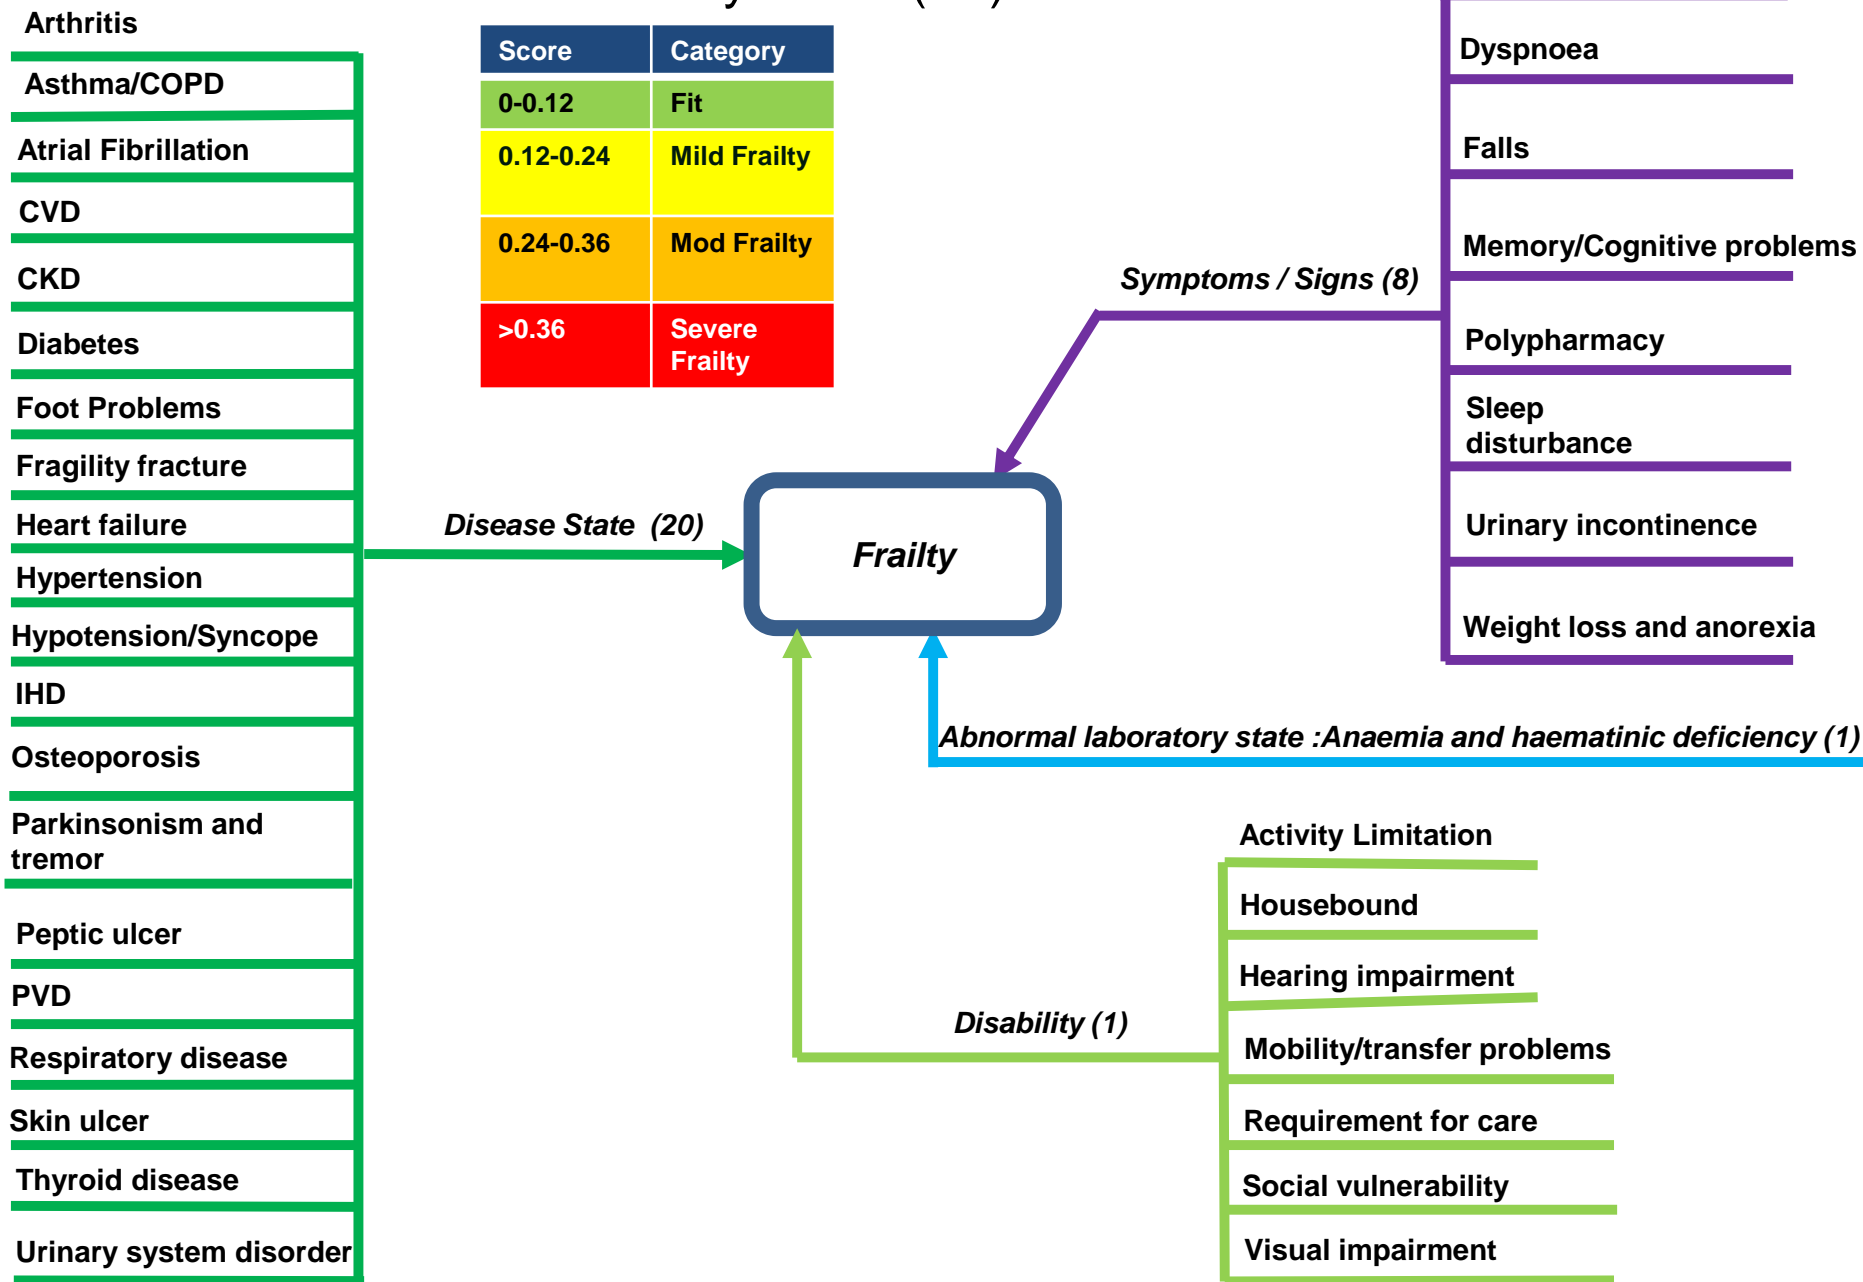 Arthritis
Asthma/COPD
Atrial Fibrillation
CVD
CKD
Diabetes
Foot Problems
Fragility fracture
Heart failure
Hypertension
Hypotension/Syncope
IHD
Osteoporosis
Parkinsonism and
tremor
Peptic ulcer
PVD
Respiratory disease
Skin ulcer
Thyroid disease
Urinary system disorder
Score Category
0-0.12 Fit
0.12-0.24 Mild Frailty
0.24-0.36 Mod Frailty
>0.36 Severe
Frailty
Disease State (20)
Frailty
Symptoms / Signs (8)
Dyspnoea
Falls
Memory/Cognitive problems
Polypharmacy
Sleep
disturbance
Urinary incontinence
Weight loss and anorexia
Abnormal laboratory state :Anaemia and haematinic deficiency (1)
Disability (1)
Activity Limitation
Housebound
Hearing impairment
Mobility/transfer problems
Requirement for care
Social vulnerability
Visual impairment